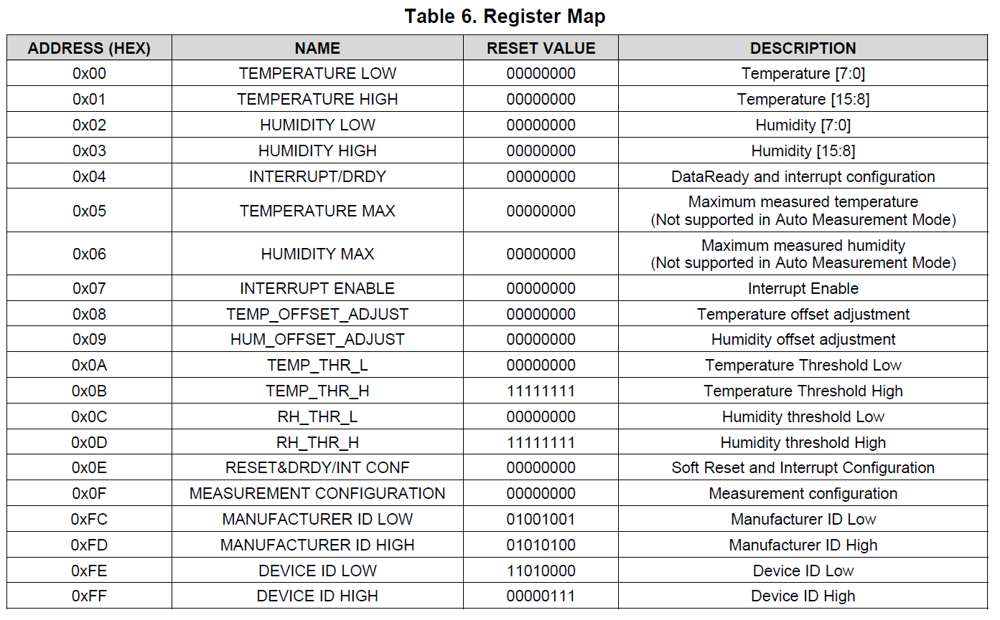 Table 6. Register Map
ADDRESS (HEX) NAME RESET VALUE DESCRIPTION
0x00 TEMPERATURE LOW 00000000 Temperature [7:0]
0x01 TEMPERATURE HIGH 00000000 Temperature [15:8]
0x02 HUMIDITY LOW 00000000 Humidity [7:0]
0x03 HUMIDITY HIGH 00000000 Humidity [15:8]
0x04 INTERRUPT/DRDY 00000000 DataReady and interrupt configuration
0x05 TEMPERATURE MAX 00000000 Maximum measured temperature
(Not supported in Auto Measurement Mode)
0x06 HUMIDITY MAX 00000000 Maximum measured humidity
(Not supported in Auto Measurement Mode)
0x07 INTERRUPT ENABLE 00000000 Interrupt Enable
0x08 TEMP_OFFSET_ADJUST 00000000 Temperature offset adjustment
0x09 HUM_OFFSET_ADJUST 00000000 Humidity offset adjustment
0x0A TEMP_THR_L 00000000 Temperature Threshold Low
0x0B TEMP_THR_H 11111111 Temperature Threshold High
0x0C RH_THR_L 00000000 Humidity threshold Low
0x0D RH_THR_H 11111111 Humidity threshold High
0x0E RESET&DRDY/INT CONF 00000000 Soft Reset and Interrupt Configuration
0x0F MEASUREMENT CONFIGURATION 00000000 Measurement configuration
0xFC MANUFACTURER ID LOW 01001001 Manufacturer ID Low
0xFD MANUFACTURER ID HIGH 01010100 Manufacturer ID High
0xFE DEVICE ID LOW 11010000 Device ID Low
0xFF DEVICE ID HIGH 00000111 Device ID High